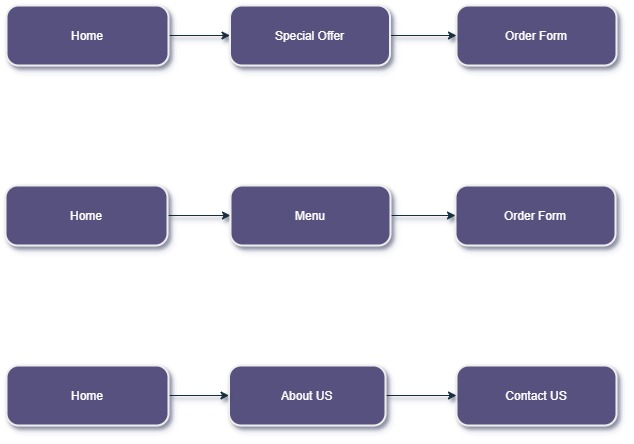 Home
Special Offer
Order Form
Home
Menu
Order Form
Home
About US
Contact US